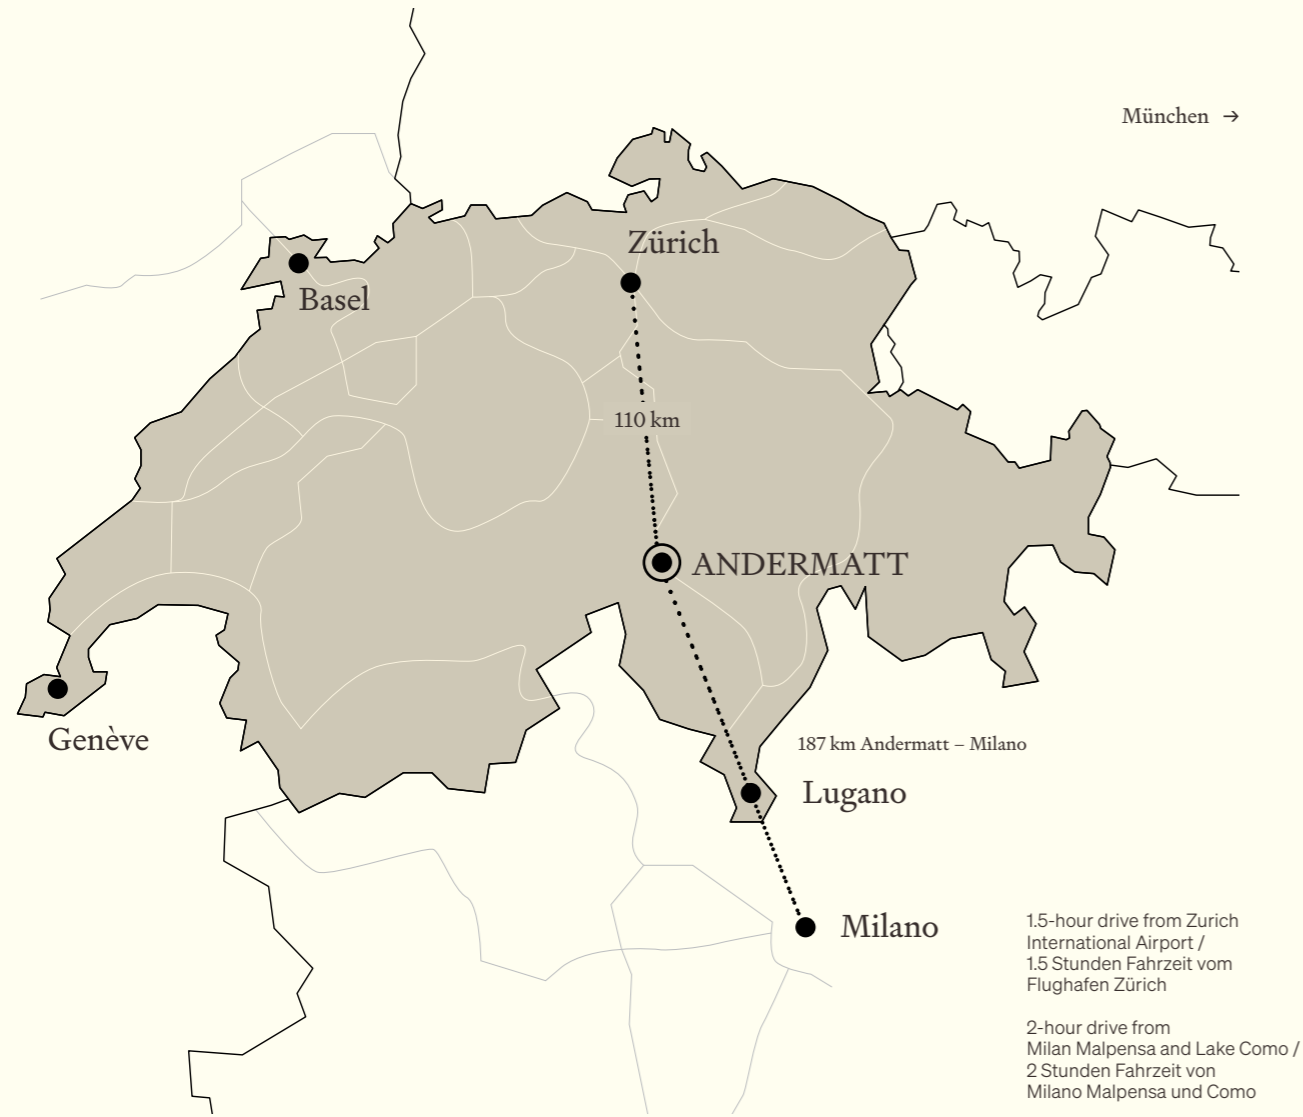 München →
Zürich
Basel
110 km
ANDERMATT
Genève
187 km Andermatt – Milano
Lugano
Milano
1.5-hour drive from Zurich
International Airport /
1.5 Stunden Fahrzeit vom
Flughafen Zürich
2-hour drive from
Milan Malpensa and Lake Como /
2 Stunden Fahrzeit von
Milano Malpensa und Como